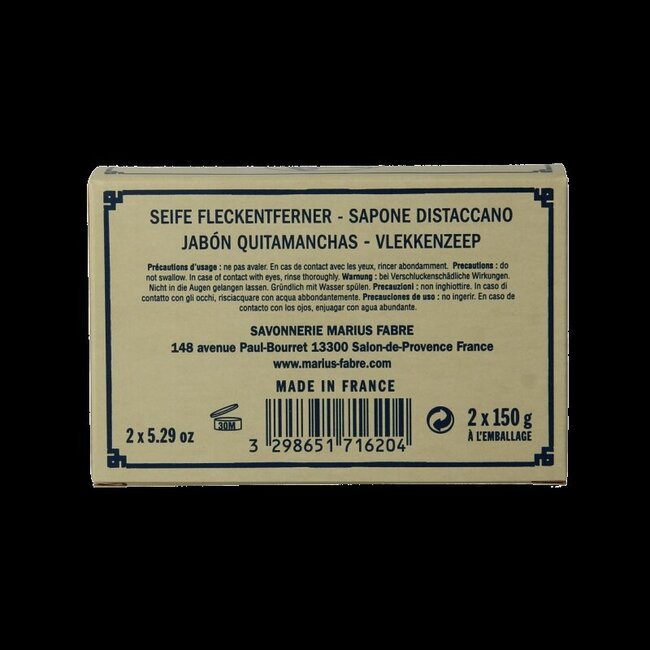 SEIFE FLECKENTFERNER - SAPONE DISTACCANO
JABÓN QUITAMANCHAS - VLEKKENZEEP
Précautions d'usage : ne pas avaler. En cas de contact avec les yeux, rincer abondamment. Precautions : do
not swallow. In case of contact with eyes, rinse thoroughly. Warnung : bei Verschluckenschädliche Wirkungen.
Nicht in die Augen gelangen lassen. Gründlich mit Wasser spülen. Precauzioni : non inghiottire. In caso di
contatto con gli occhi, risciacquare con acqua abbondantemente. Precauciones de uso : no ingerir. En caso de
contacto con los ojos, enjuagar con agua abundante.
SAVONNERIE MARIUS FABRE
148 avenue Paul-Bourret 13300 Salon-de-Provence France
www.marius-fabre.com
MADE IN FRANCE
2 x 5.29 oz
30M
3 298651 716204
2 x 150 g
À L'EMBALLAGE